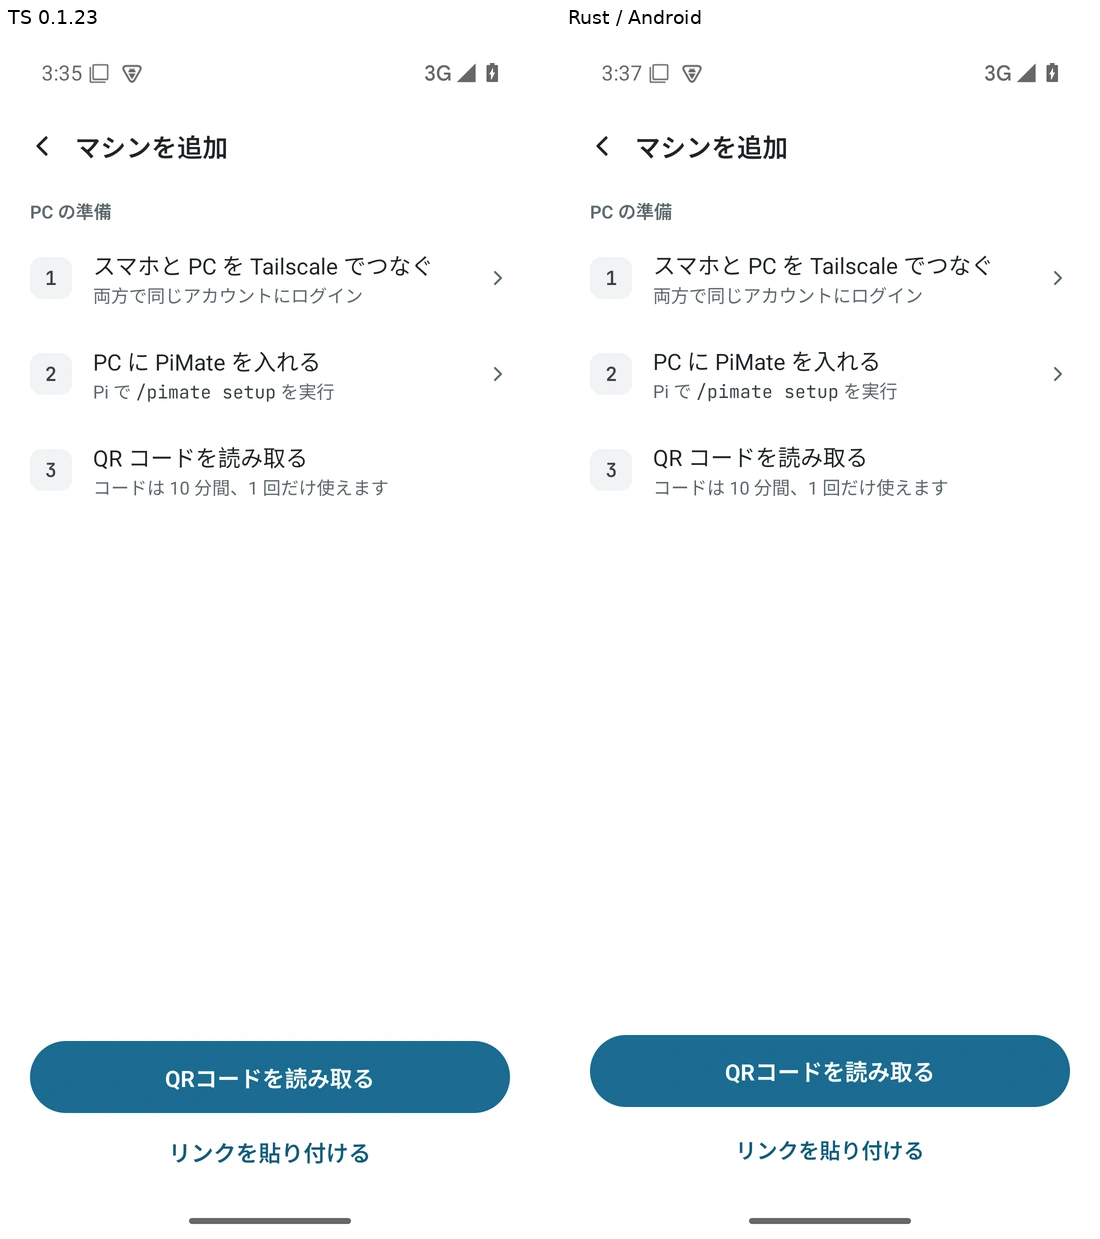 TS 0.1.23
3:35
3G
マシンを追加
PC の準備
1
スマホと PC を Tailscale でつなぐ
両方で同じアカウントにログイン
2
PC に PiMate を入れる
Pi で /pimate setup を実行
3
QR コードを読み取る
コードは 10 分間、1 回だけ使えます
QRコードを読み取る
リンクを貼り付ける
Rust / Android
3:37
3G
マシンを追加
PC の準備
1
スマホと PC を Tailscale でつなぐ
両方で同じアカウントにログイン
2
PC に PiMate を入れる
Pi で /pimate setup を実行
3
QR コードを読み取る
コードは 10 分間、1 回だけ使えます
QRコードを読み取る
リンクを貼り付ける